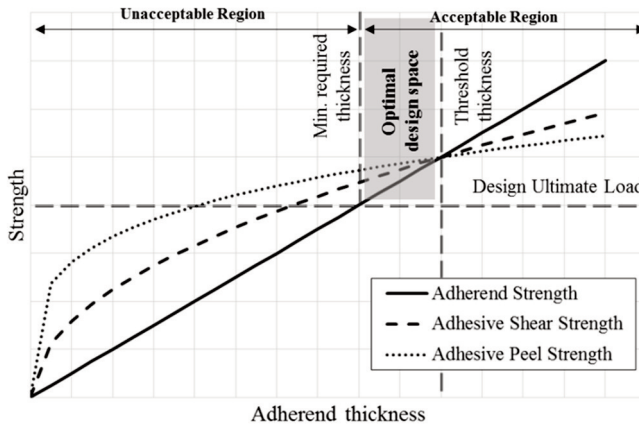 Unacceptable Region
Acceptable Region
Min. required
thickness
Optimal
design space
Threshold
thickness
Strength
Design Ultimate Load
Adherend Strength
Adhesive Shear Strength
Adhesive Peel Strength
Adherend thickness